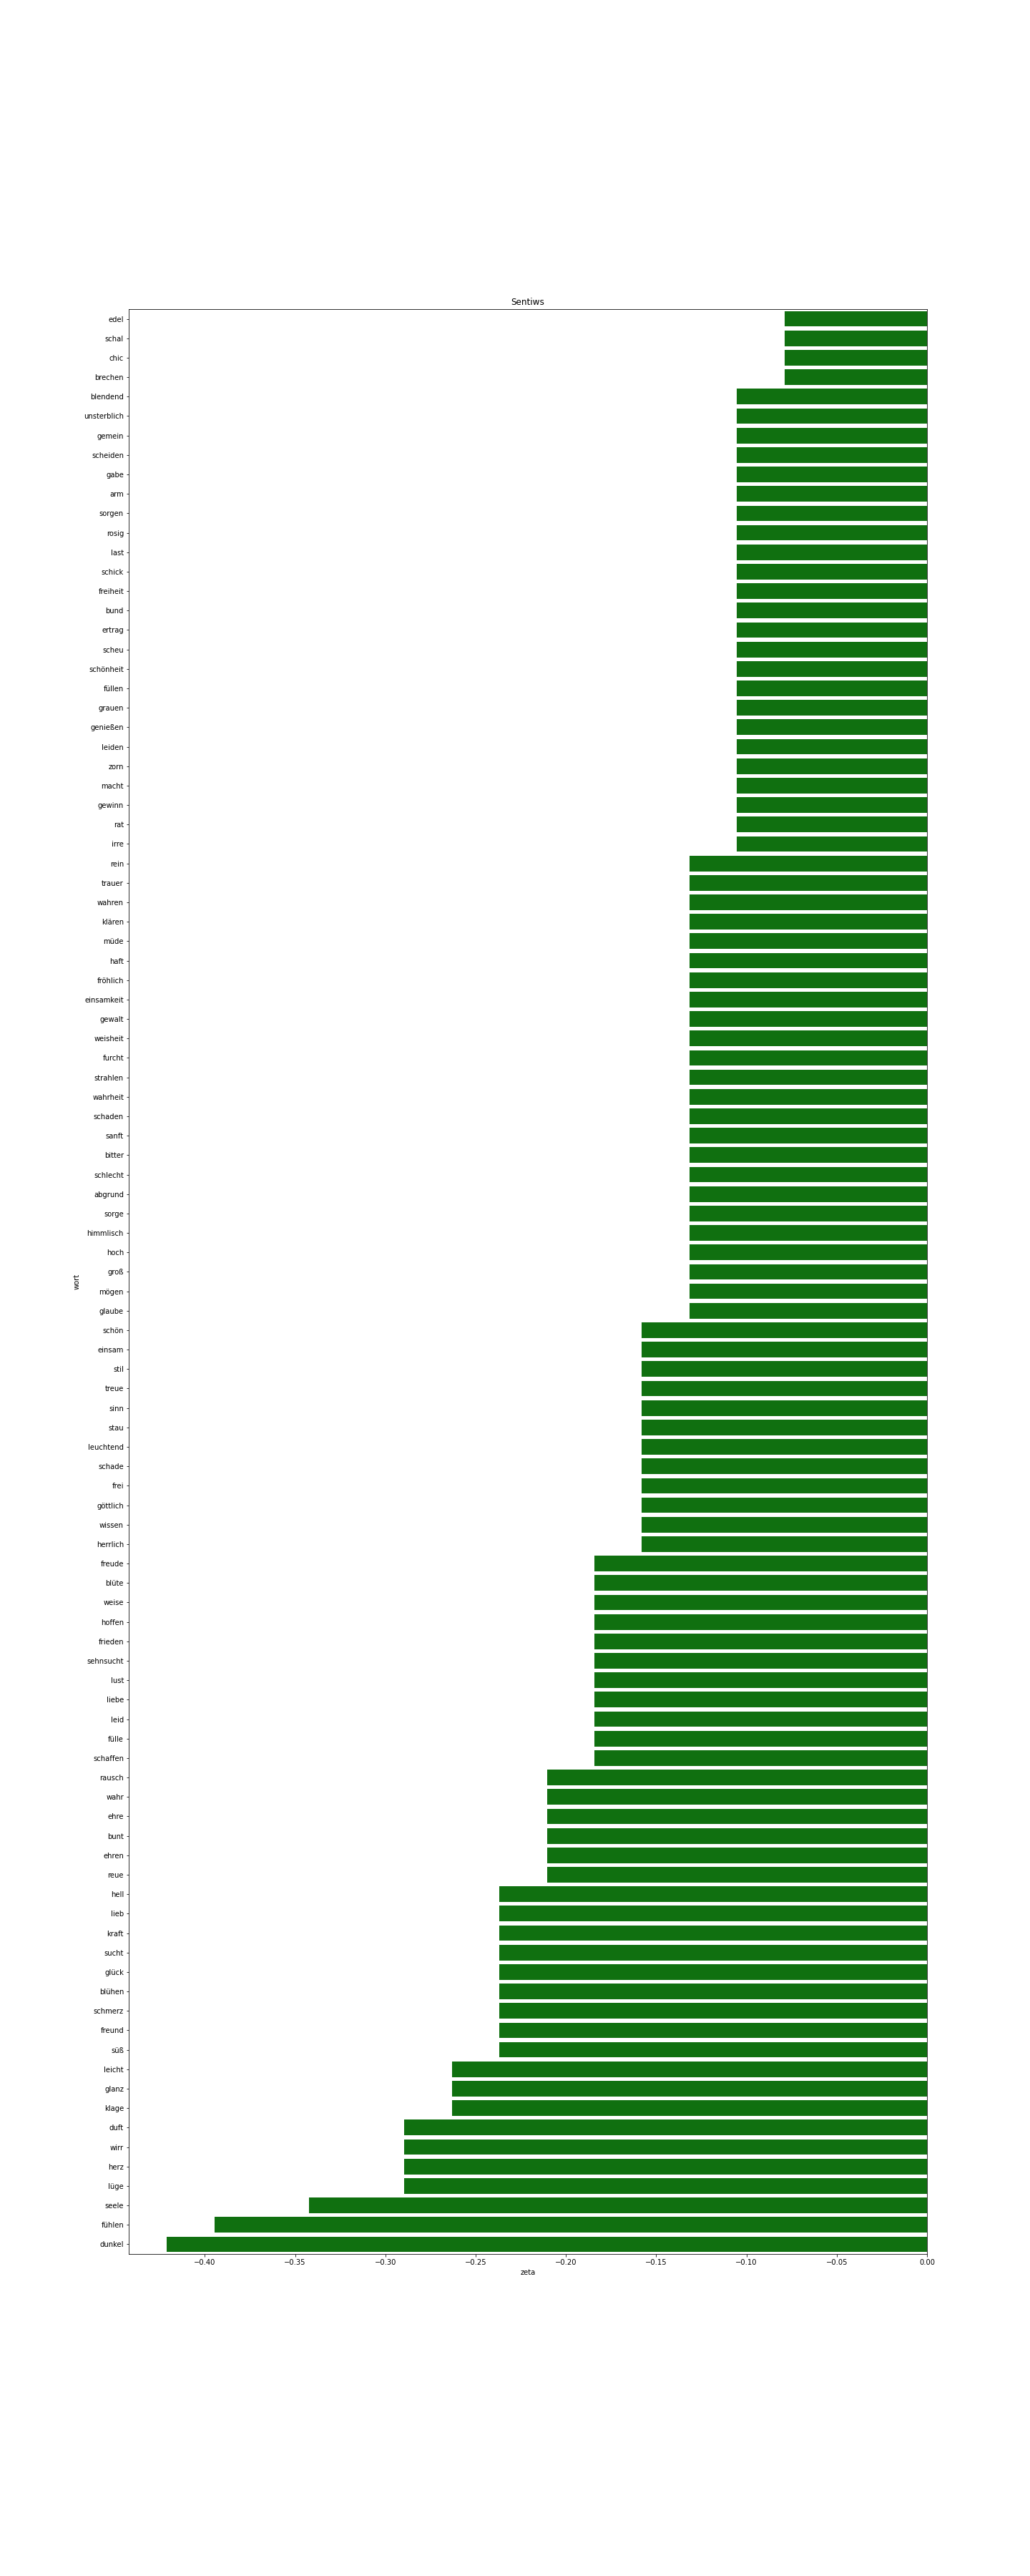 Sentiws
edel
schal
chic
brechen
blendend
unsterblich
gemein
scheiden
gabe
arm
sorgen
rosig
last
schick
freiheit
bund
ertrag
scheu
schönheit
füllen
grauen
genießen
leiden
zorn
macht
gewinn
rat
irre
rein
trauer
wahren
klären
müde
haft
fröhlich
einsamkeit
gewalt
weisheit
furcht
strahlen
wahrheit
schaden
sanft
bitter
schlecht
abgrund
sorge
himmlisch
hoch
groß
mögen
glaube
schön
einsam
stil
treue
sinn
stau
leuchtend
schade
frei
göttlich
wissen
herrlich
freude
blüte
weise
hoffen
frieden
sehnsucht
lust
liebe
leid
fülle
schaffen
rausch
wahr
ehre
bunt
ehren
reue
hell
lieb
kraft
sucht
glück
blühen
schmerz
freund
süß
leicht
glanz
klage
duft
wirr
herz
lüge
seele
fühlen
dunkel
wort
−0.40 −0.35 −0.30 −0.25 −0.20 −0.15 −0.10 −0.05 0.00
zeta